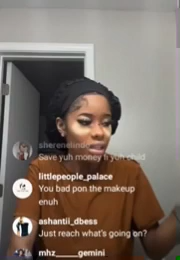 sherenelinde
Save yuh money fi yuh child
littlepeople_palace
You bad pon the makeup
enuh
ashantii_dbess
Just reach what's going on?
mhz_____gemini